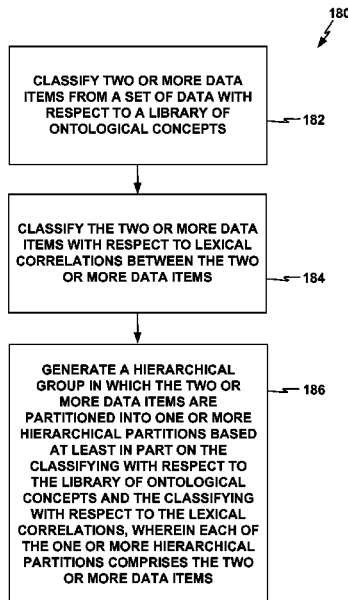 180
CLASSIFY TWO OR MORE DATA
ITEMS FROM A SET OF DATA WITH
RESPECT TO A LIBRARY OF
ONTOLOGICAL CONCEPTS
182
CLASSIFY THE TWO OR MORE DATA
ITEMS WITH RESPECT TO LEXICAL
CORRELATIONS BETWEEN THE TWO
OR MORE DATA ITEMS
184
GENERATE A HIERARCHICAL
GROUP IN WHICH THE TWO OR
MORE DATA ITEMS ARE
PARTITIONED INTO ONE OR MORE
HIERARCHICAL PARTITIONS BASED
AT LEAST IN PART ON THE
CLASSIFYING WITH RESPECT TO
THE LIBRARY OF ONTOLOGICAL
CONCEPTS AND THE CLASSIFYING
WITH RESPECT TO THE LEXICAL
CORRELATIONS, WHEREIN EACH OF
THE ONE OR MORE HIERARCHICAL
PARTITIONS COMPRISES THE TWO
OR MORE DATA ITEMS
186